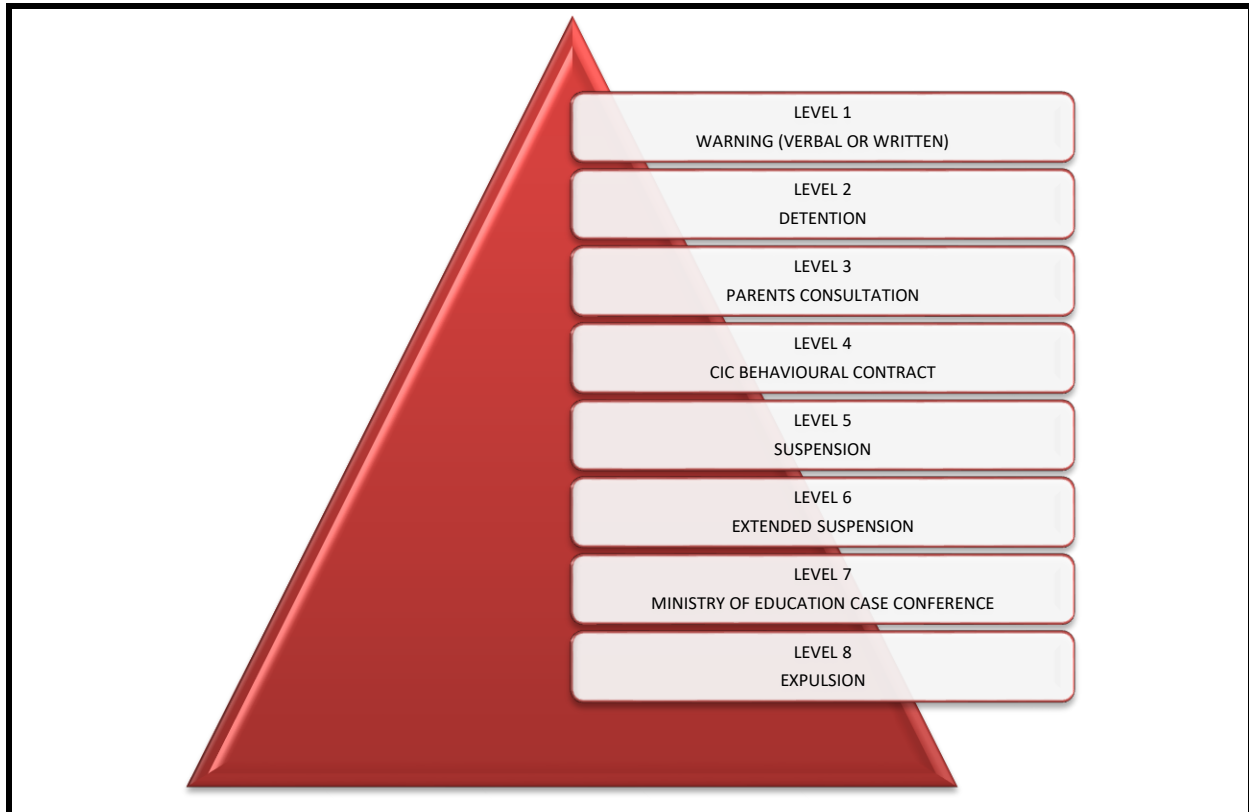 LEVEL 1
WARNING (VERBAL OR WRITTEN)
LEVEL 2
DETENTION
LEVEL 3
PARENTS CONSULTATION
LEVEL 4
CIC BEHAVIOURAL CONTRACT
LEVEL 5
SUSPENSION
LEVEL 6
EXTENDED SUSPENSION
LEVEL 7
MINISTRY OF EDUCATION CASE CONFERENCE
LEVEL 8
EXPULSION